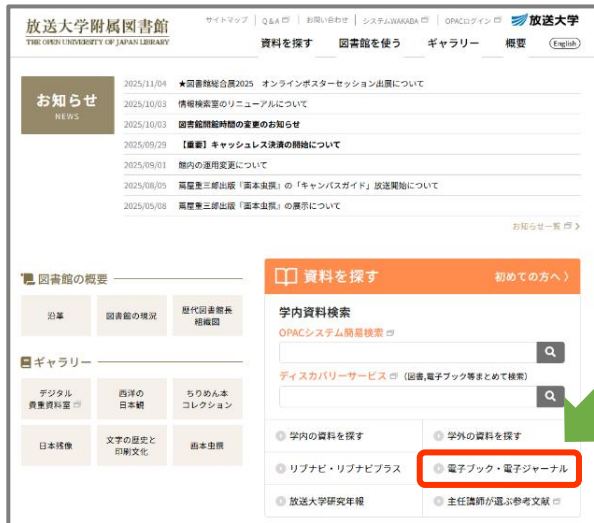 放送大学附属図書館
THE OPEN UNIVERSITY OF JAPAN LIBRARY
サイトマップ
Q&A
お問い合わせ
システムWAKABA
OPACログイン
放送大学
資料を探す
図書館を使う
ギャラリー
概要
English
お知らせ
NEWS
2025/11/04 ★図書館総合展2025 オンラインポスターセッション出展について
2025/10/03 情報検索室のリニューアルについて
2025/10/03 図書館開館時間の変更のお知らせ
2025/09/29 【重要】キャッシュレス決済の開始について
2025/09/01 館内の運用変更について
2025/08/05 蔦屋重三郎出版『画本虫撰』の「キャンパスガイド」放送開始について
2025/05/08 蔦屋重三郎出版『画本虫撰』の展示について
お知らせ一覧
図書館の概要
沿革
図書館の現況
歴代図書館長
組織図
ギャラリー
デジタル
貴重資料室
西洋の
日本観
ちりめん本
コレクション
日本残像
文字の歴史と
印刷文化
画本虫撰
資料を探す
初めての方へ
学内資料検索
OPACシステム簡易検索
ディスカバリーサービス (図書,電子ブック等まとめて検索)
学内の資料を探す
学外の資料を探す
リブナビ・リブナビプラス
電子ブック・電子ジャーナル
放送大学研究年報
主任講師が選ぶ参考文献